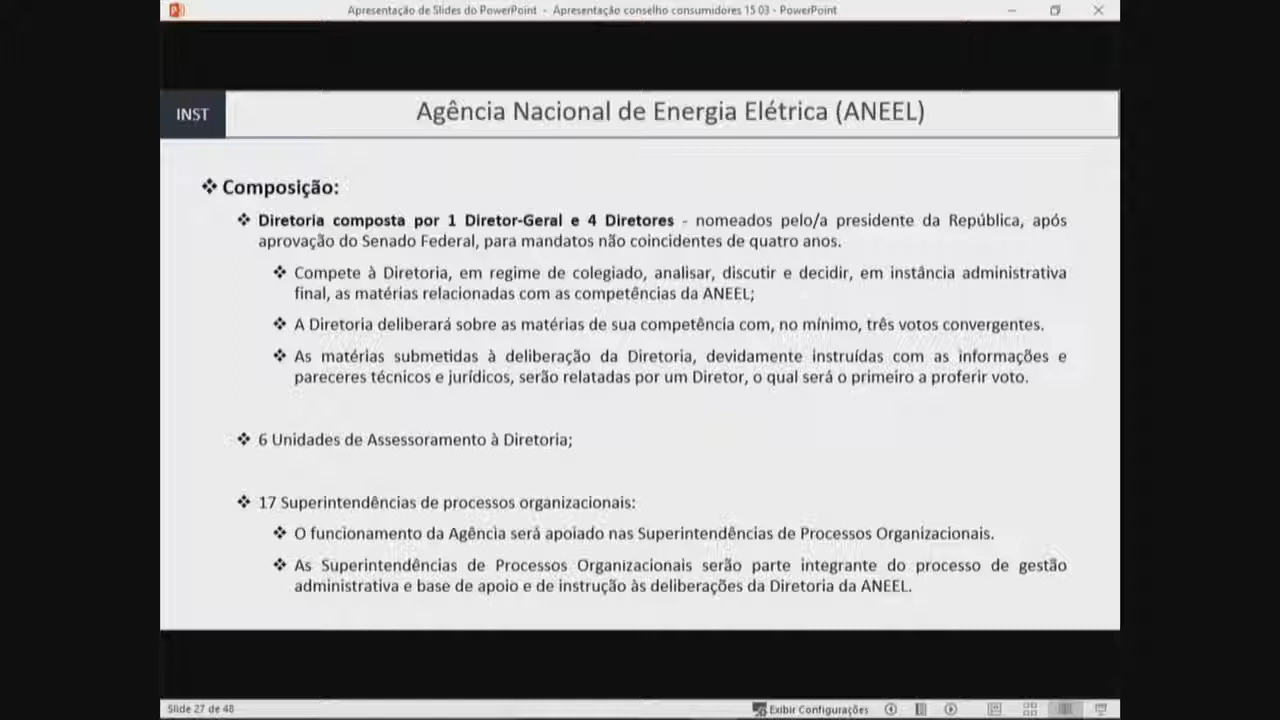 Apresentação de Slides do PowerPoint - Apresentação conselho consumidores 15 03 - PowerPoint
INST
Agência Nacional de Energia Elétrica (ANEEL)
❖ Composição:
❖ Diretoria composta por 1 Diretor-Geral e 4 Diretores - nomeados pelo/a presidente da República, após
aprovação do Senado Federal, para mandatos não coincidentes de quatro anos.
❖ Compete à Diretoria, em regime de colegiado, analisar, discutir e decidir, em instância administrativa
final, as matérias relacionadas com as competências da ANEEL;
❖ A Diretoria deliberará sobre as matérias de sua competência com, no mínimo, três votos convergentes.
❖ As matérias submetidas à deliberação da Diretoria, devidamente instruídas com as informações e
pareceres técnicos e jurídicos, serão relatadas por um Diretor, o qual será o primeiro a proferir voto.
❖ 6 Unidades de Assessoramento à Diretoria;
❖ 17 Superintendências de processos organizacionais:
❖ O funcionamento da Agência será apoiado nas Superintendências de Processos Organizacionais.
❖ As Superintendências de Processos Organizacionais serão parte integrante do processo de gestão
administrativa e base de apoio e de instrução às deliberações da Diretoria da ANEEL.
Slide 27 de 48
Exibir Configurações